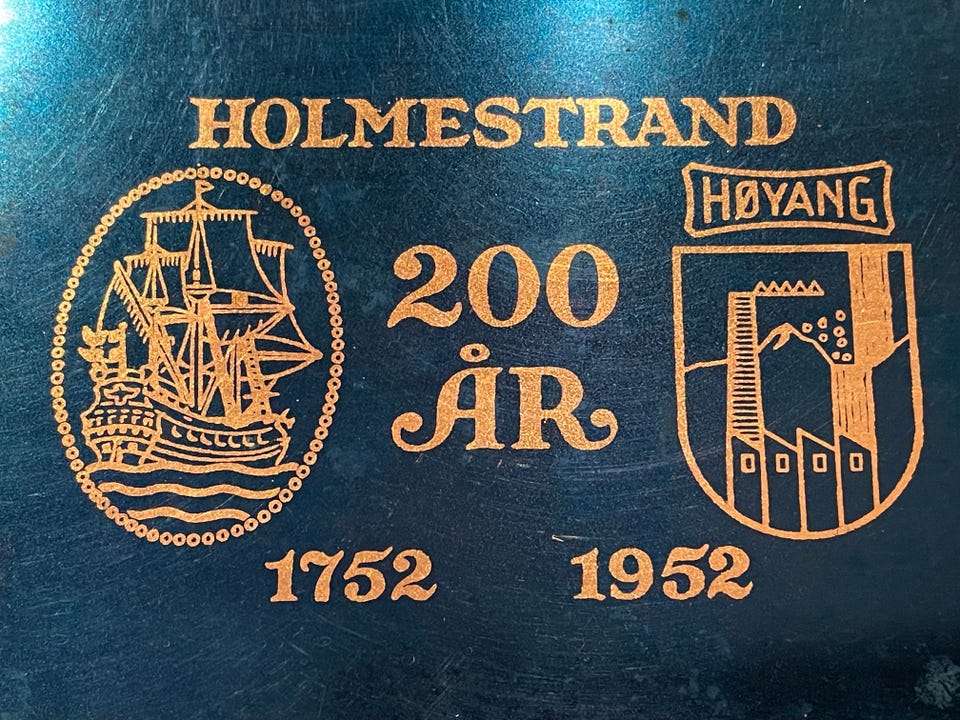 HOLMESTRAND
HØYANG
200
ÅR
1752 1952